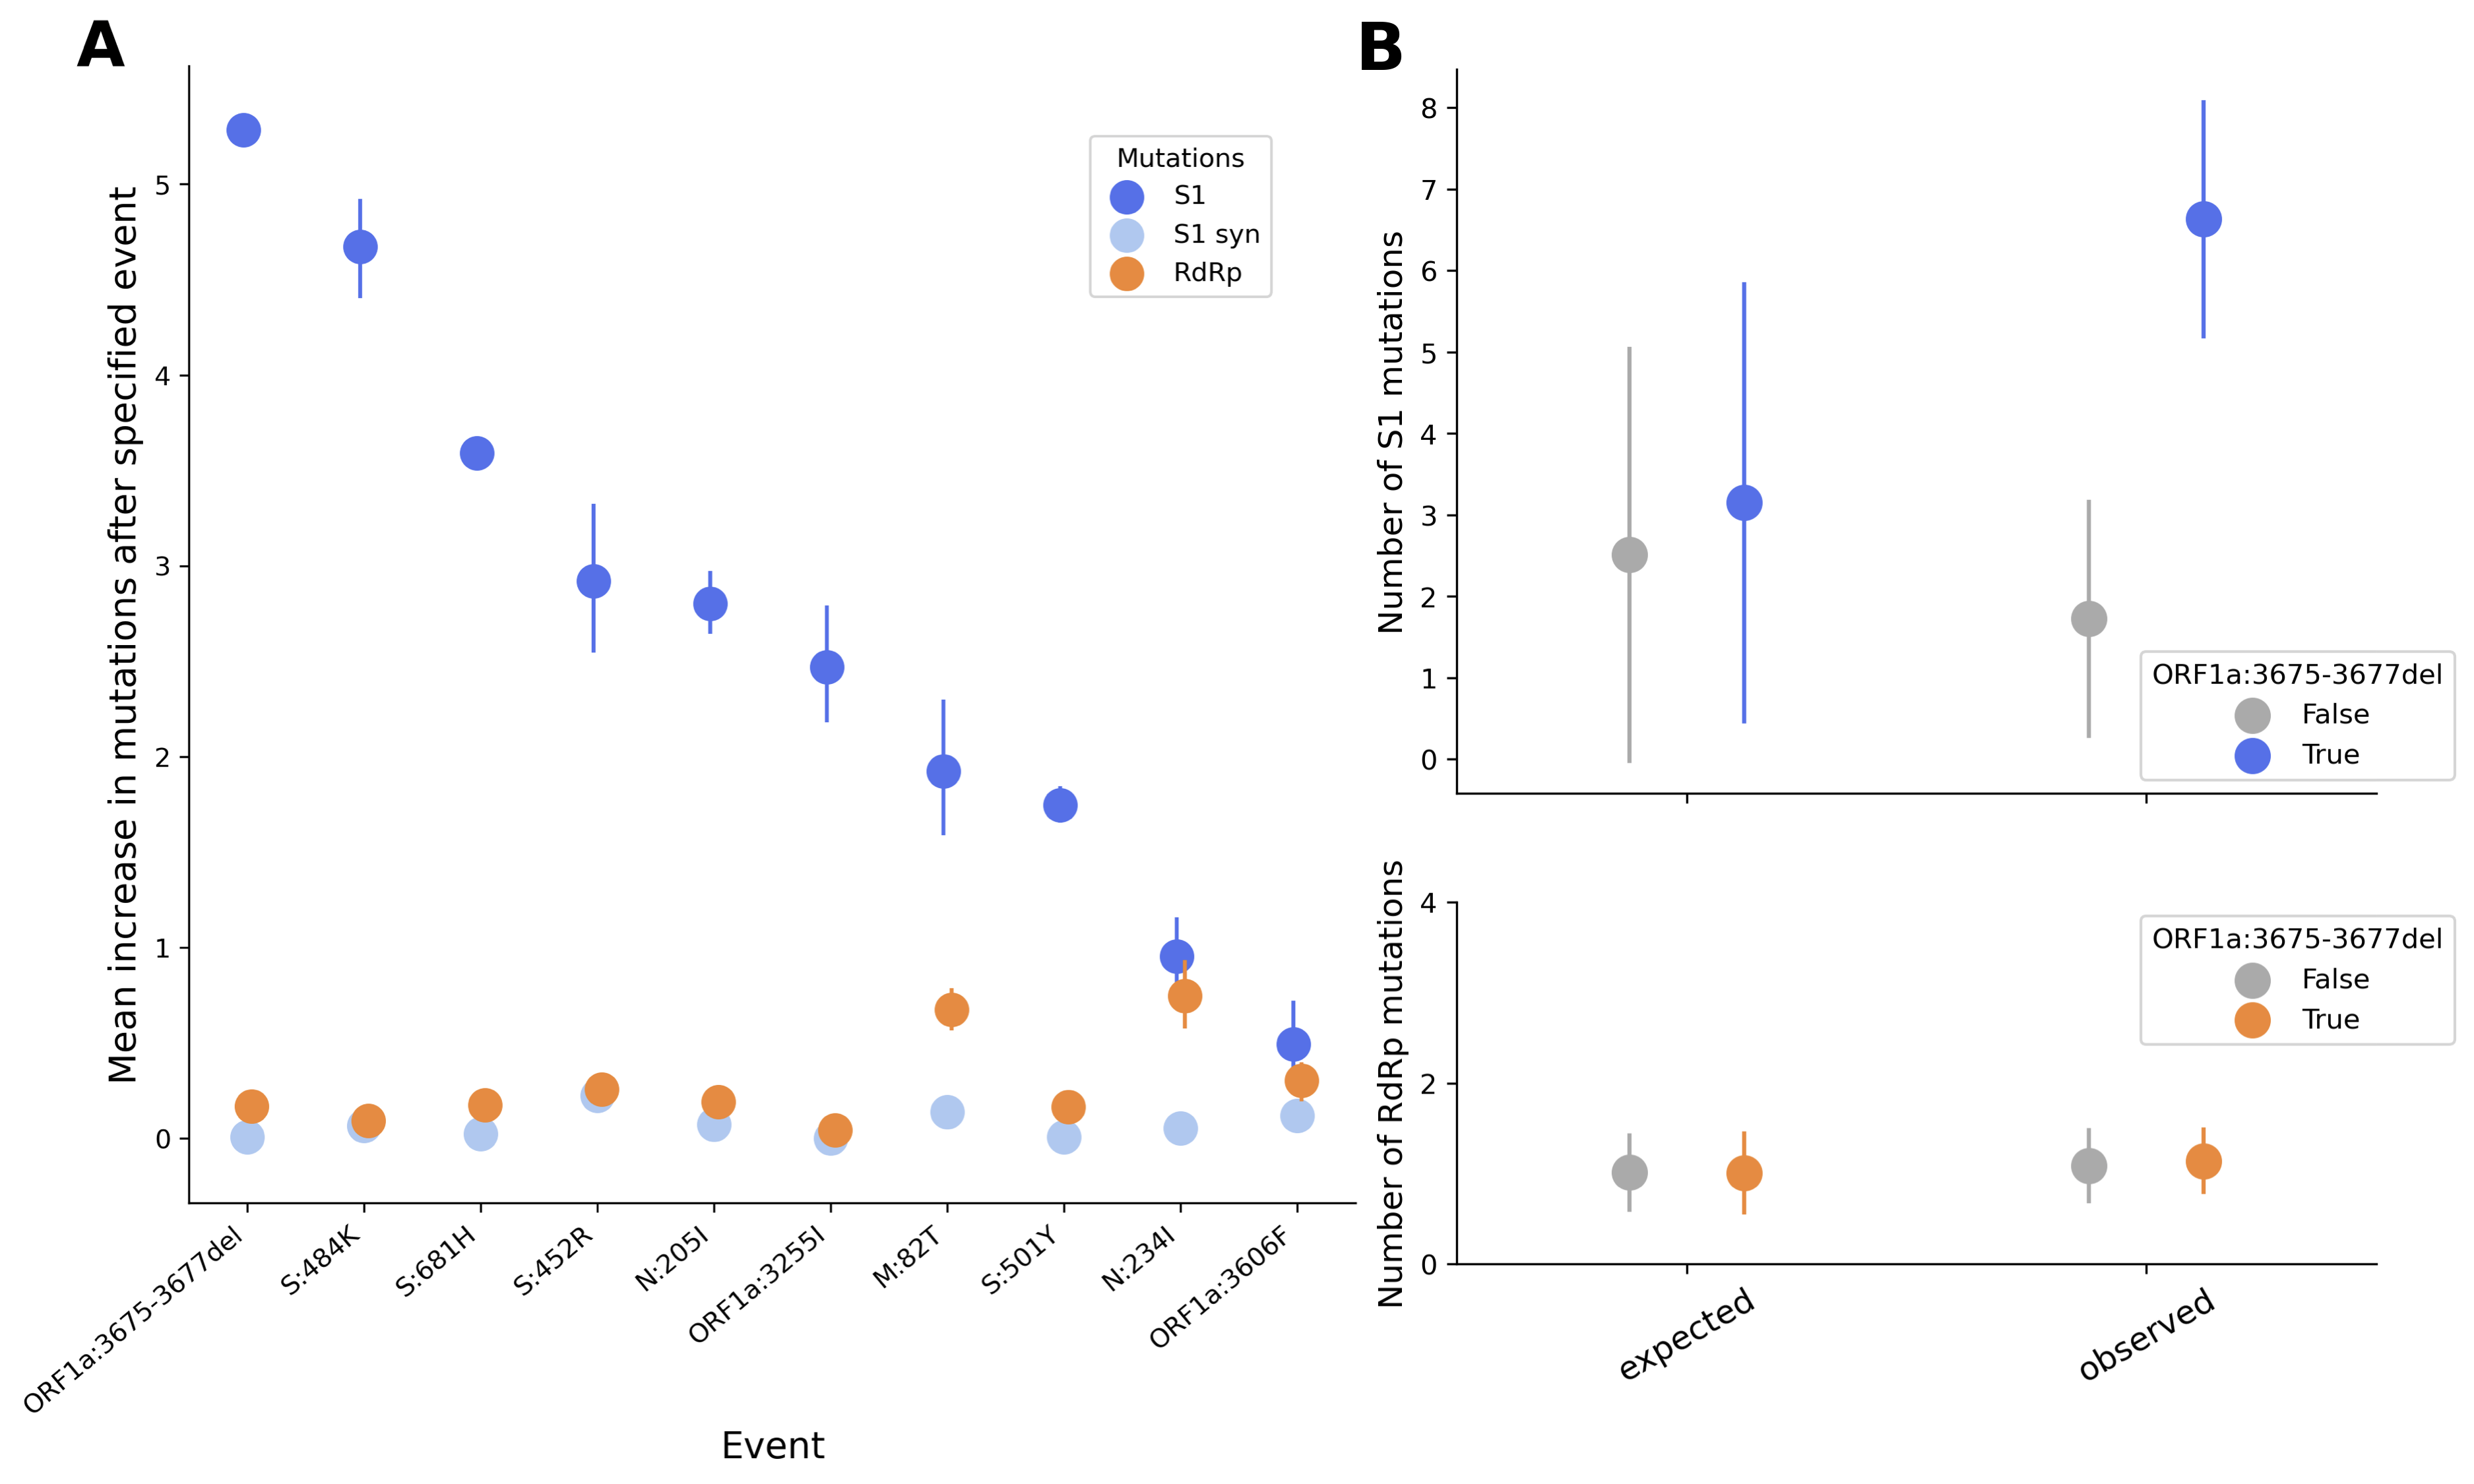 A
Mean increase in mutations after specified event
5
4
3
2
1
0
Mutations
S1
S1 syn
RdRp
ORF1a:3675-3677del
S:484K
S:681H
S:452R
N:205I
ORF1a:3255I
M:82T
S:501Y
N:234I
ORF1a:3606F
Event
B
Number of S1 mutations
8
7
6
5
4
3
2
1
0
ORF1a:3675-3677del
False
True
Number of RdRp mutations
4
2
0
ORF1a:3675-3677del
False
True
expected
observed